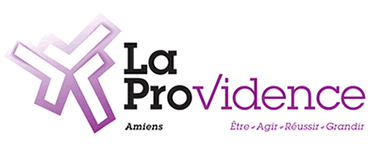 La
Providence
Amiens
Être - Agir - Réussir - Grandir